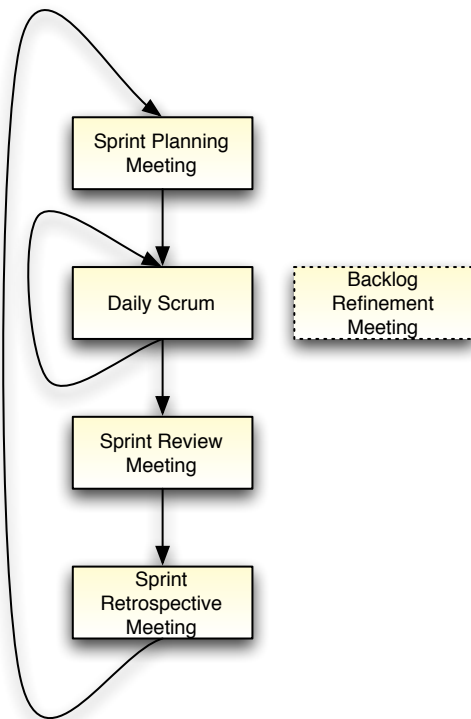 Sprint Planning
Meeting
Daily Scrum
Backlog
Refinement
Meeting
Sprint Review
Meeting
Sprint
Retrospective
Meeting